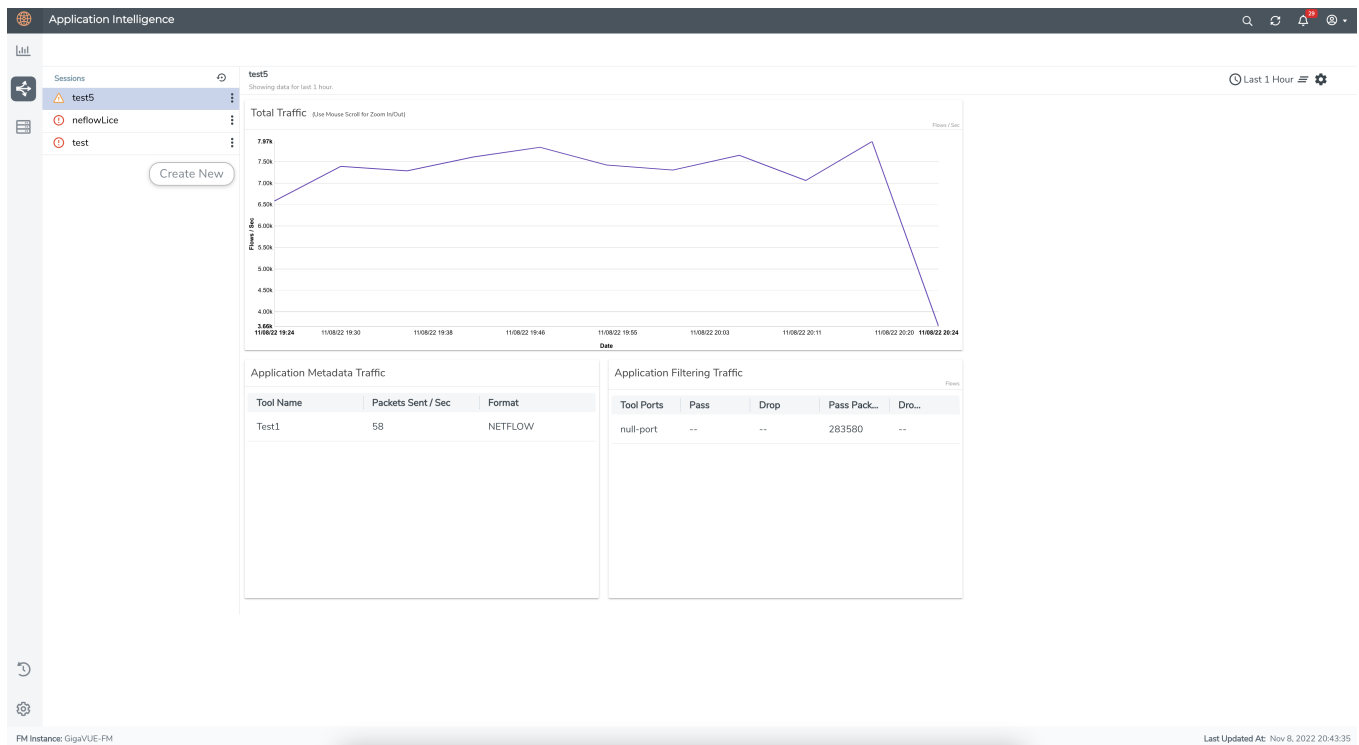 Application Intelligence
29
Sessions
test5
neflowLice
test
Create New
test5
Showing data for last 1 hour.
Last 1 Hour
Total Traffic (Use Mouse Scroll for Zoom In/Out)
Flows / Sec
7.97k
7.50k
7.00k
6.50k
6.00k
5.50k
5.00k
4.50k
4.00k
3.66k
Flows / Sec
11/08/22 19:24 11/08/22 19:30 11/08/22 19:38 11/08/22 19:46 11/08/22 19:55 11/08/22 20:03 11/08/22 20:11 11/08/22 20:20 11/08/22 20:24
Date
Application Metadata Traffic
Tool Name Packets Sent / Sec Format
Test1 58 NETFLOW
Application Filtering Traffic
Flows
Tool Ports Pass Drop Pass Pack... Dro...
null-port -- -- 283580 --
FM Instance: GigaVUE-FM
Last Updated At: Nov 8, 2022 20:43:35